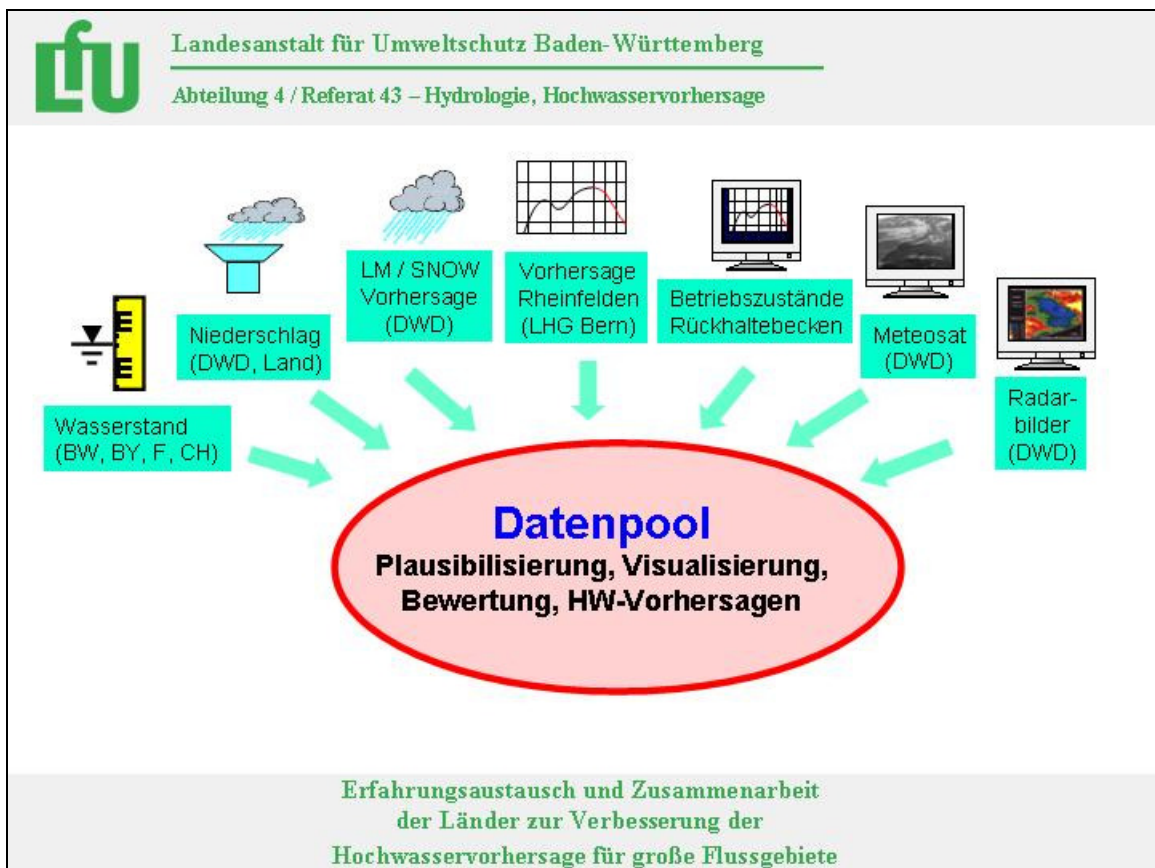 LfU
Landesanstalt für Umweltschutz Baden-Württemberg
Abteilung 4 / Referat 43 – Hydrologie, Hochwasservorhersage
Wasserstand
(BW, BY, F, CH)
Niederschlag
(DWD, Land)
LM / SNOW
Vorhersage
(DWD)
Vorhersage
Rheinfelden
(LHG Bern)
Betriebszustände
Rückhaltebecken
Meteosat
(DWD)
Radar-
bilder
(DWD)
Datenpool
Plausibilisierung, Visualisierung,
Bewertung, HW-Vorhersagen
Erfahrungsaustausch und Zusammenarbeit
der Länder zur Verbesserung der
Hochwasservorhersage für große Flussgebiete